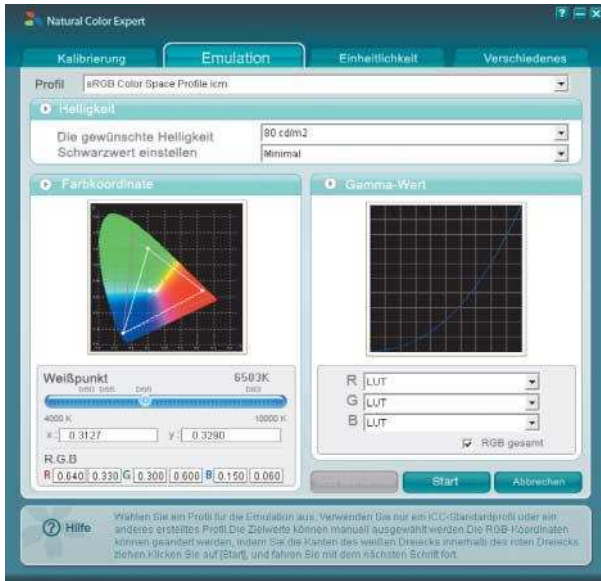 Natural Color Expert
Kalibrierung Emulation Einheitlichkeit Verschiedenes
Profil sRGB Color Space Profile icm
Helligkeit
Die gewünschte Helligkeit 80 cd/m2
Schwarzwert einstellen Minimal
Farbkoordinate Gamma-Wert
Weißpunkt 6503K
D50 D55 D65 D93
4000 K 10000 K
x : 0.3127 y : 0.3290
R.G.B
R 0.640 0.330 G 0.300 0.600 B 0.150 0.060
R LUT
G LUT
B LUT
RGB gesamt
Start Abbrechen
Hilfe
Wählen Sie ein Profil für die Emulation aus. Verwenden Sie nur ein ICC-Standardprofil oder ein
anderes erstelltes Profil.Die Zielwerte können manuell ausgewählt werden.Die RGB-Koordinaten
können geändert werden, indem Sie die Kanten des weißen Dreiecks innerhalb des roten Dreiecks
ziehen.Klicken Sie auf [Start], und fahren Sie mit dem nächsten Schritt fort.